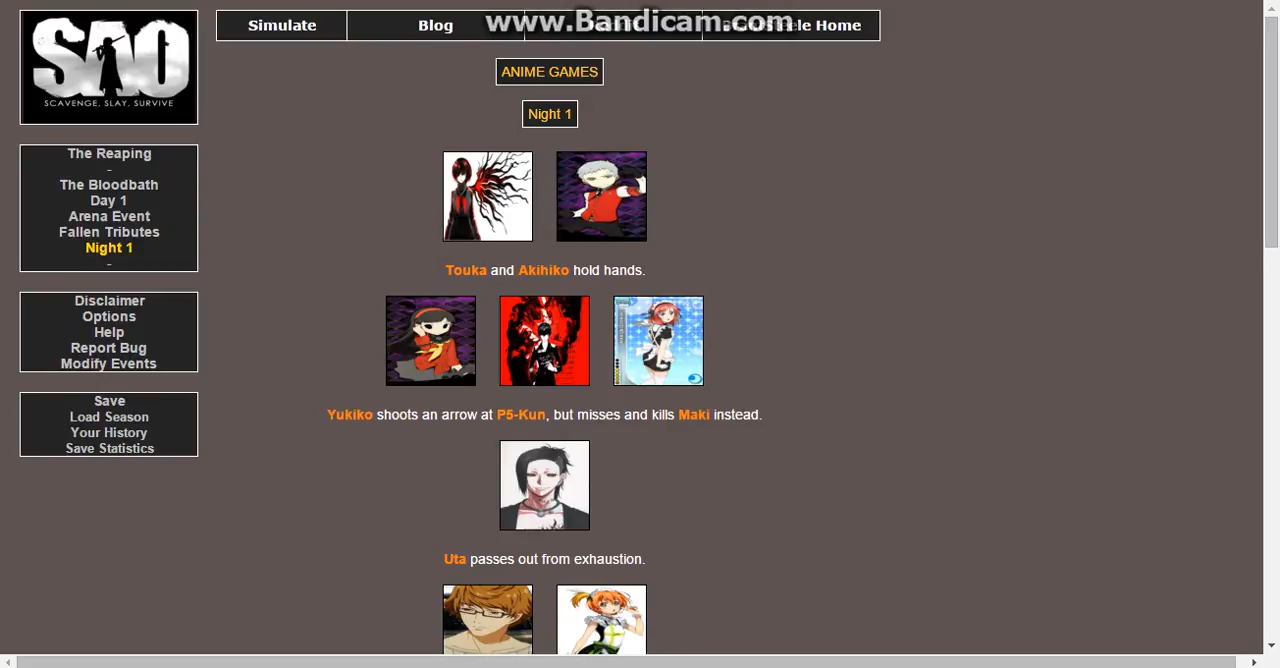 www.Bandicam.com
SAO
SCAVENGE, SLAY, SURVIVE
Simulate
Blog
Home
ANIME GAMES
Night 1
The Reaping
-
The Bloodbath
Day 1
Arena Event
Fallen Tributes
Night 1
-
Disclaimer
Options
Help
Report Bug
Modify Events
Save
Load Season
Your History
Save Statistics
Touka and Akihiko hold hands.
Yukiko shoots an arrow at P5-Kun, but misses and kills Maki instead.
Uta passes out from exhaustion.